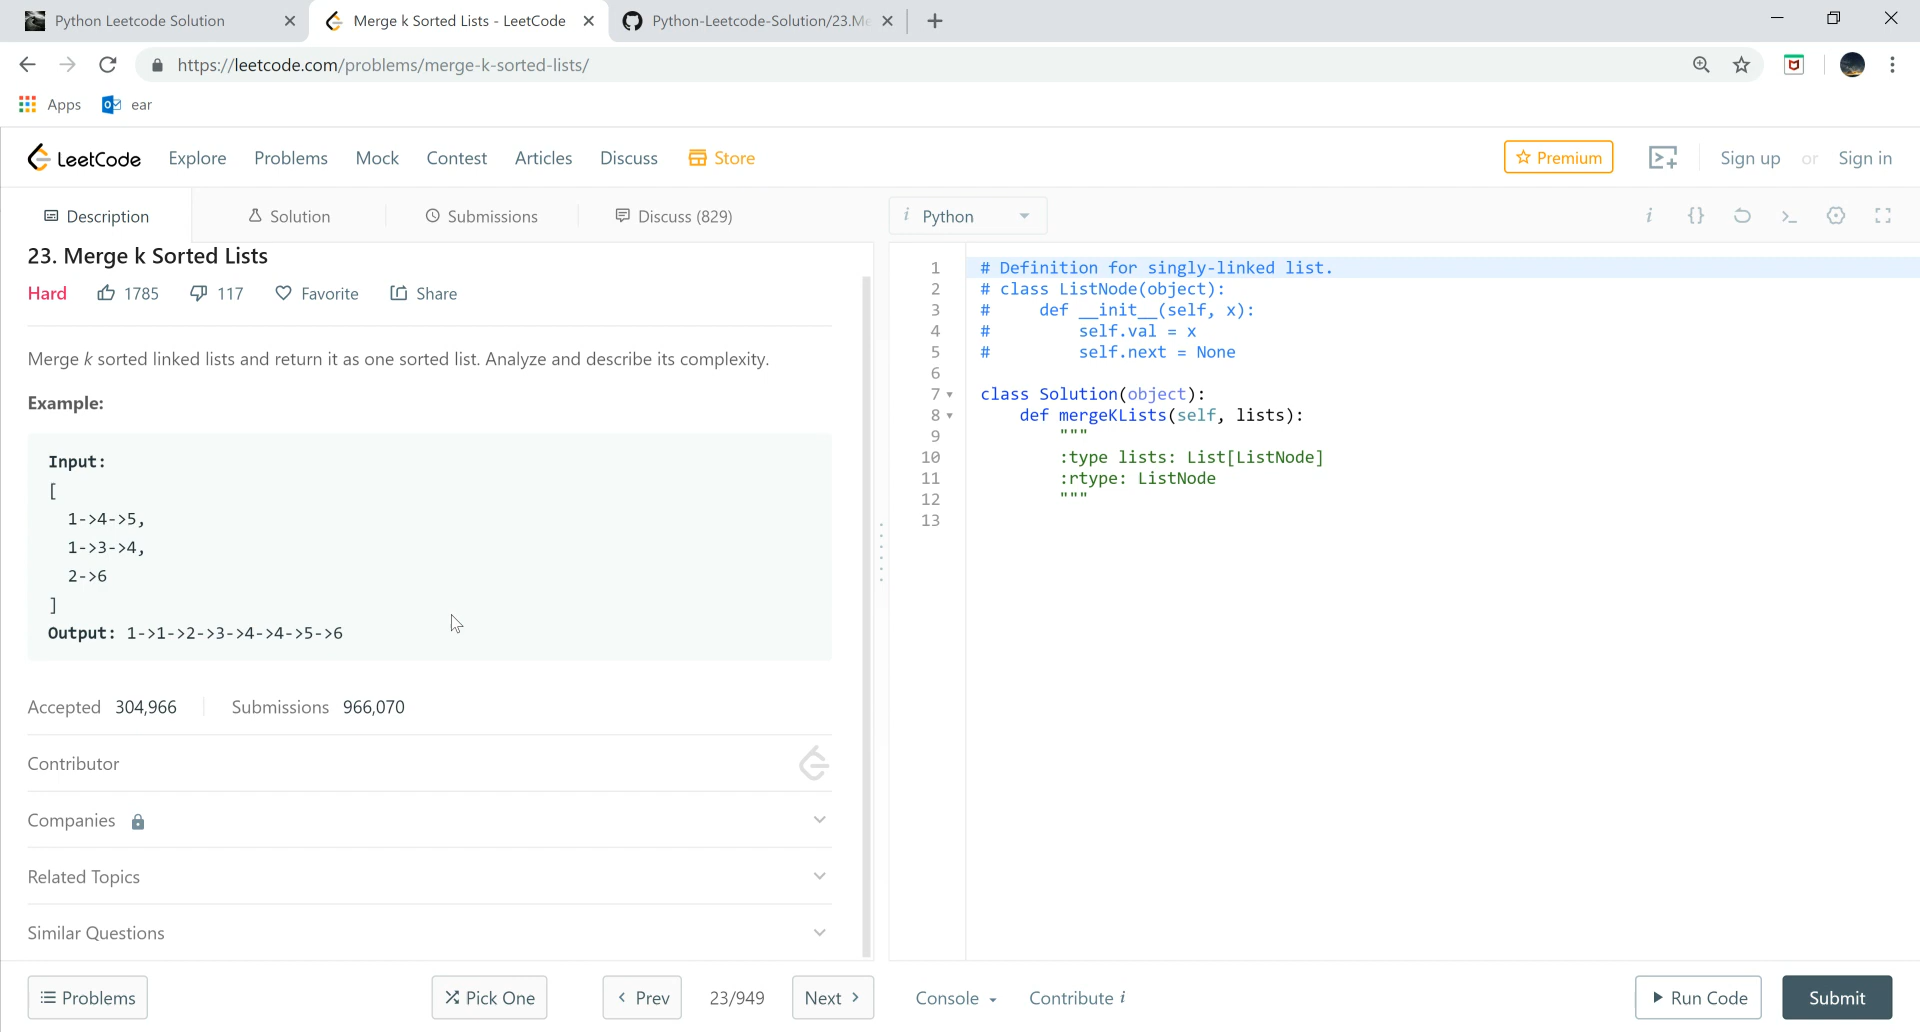 Python Leetcode Solution
Merge k Sorted Lists - LeetCode
Python-Leetcode-Solution/23.Me
https://leetcode.com/problems/merge-k-sorted-lists/
Apps
ear
LeetCode
Explore
Problems
Mock
Contest
Articles
Discuss
Store
Premium
Sign up or Sign in
Description
Solution
Submissions
Discuss (829)
23. Merge k Sorted Lists
Hard
1785
117
Favorite
Share
Merge k sorted linked lists and return it as one sorted list. Analyze and describe its complexity.
Example:
Input:
[
1->4->5,
1->3->4,
2->6
]
Output: 1->1->2->3->4->4->5->6
Accepted 304,966
Submissions 966,070
Contributor
Companies
Related Topics
Similar Questions
Problems
Pick One
Prev
23/949
Next
i Python
i {}
1 # Definition for singly-linked list.
2 # class ListNode(object):
3 #     def __init__(self, x):
4 #         self.val = x
5 #         self.next = None
6
7 class Solution(object):
8     def mergeKLists(self, lists):
9         """
10         :type lists: List[ListNode]
11         :rtype: ListNode
12         """
13
Console
Contribute i
Run Code
Submit